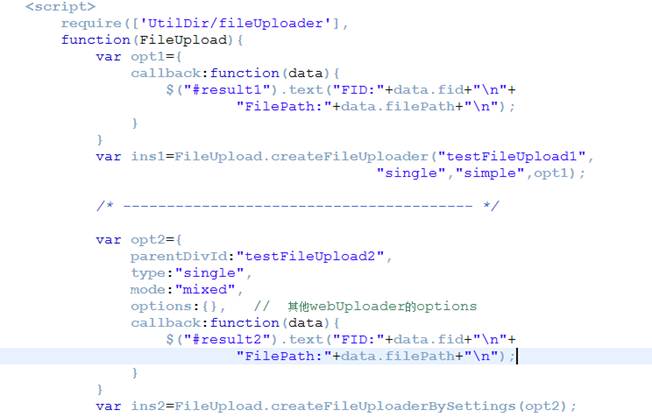 <script>
    require(['UtilDir/fileUploader'],
    function(FileUpload){
        var opt1={
            callback:function(data){
                $("#result1").text("FID:"+data.fid+"\n"+
                        "FilePath:"+data.filePath+"\n");
            }
        }
        var ins1=FileUpload.createFileUploader("testFileUpload1",
                                        "single","simple",opt1);
        /* ---------------------------------------- */
        var opt2={
            parentDivId:"testFileUpload2",
            type:"single",
            mode:"mixed",
            options:{},   //  其他webUploader的options
            callback:function(data){
                $("#result2").text("FID:"+data.fid+"\n"+
                        "FilePath:"+data.filePath+"\n");
            }
        }
        var ins2=FileUpload.createFileUploaderBySettings(opt2);